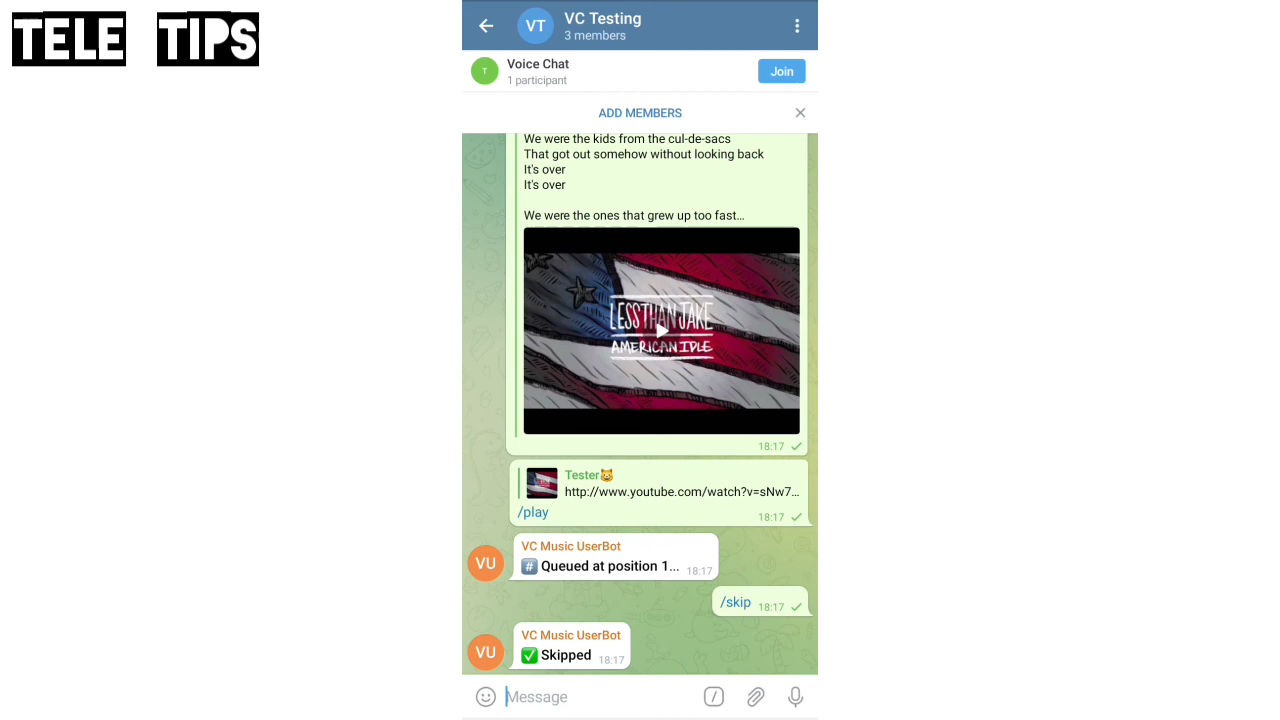 TELE TIPS
VT
VC Testing
3 members
T
Voice Chat
1 participant
Join
ADD MEMBERS
We were the kids from the cul-de-sacs
That got out somehow without looking back
It's over
It's over
We were the ones that grew up too fast...
LESS THAN JAKE
AMERICAN IDLE
18:17
Tester
http://www.youtube.com/watch?v=sNw7...
/play
18:17
VU
VC Music UserBot
# Queued at position 1...
18:17
/skip
18:17
VU
VC Music UserBot
Skipped
18:17
Message